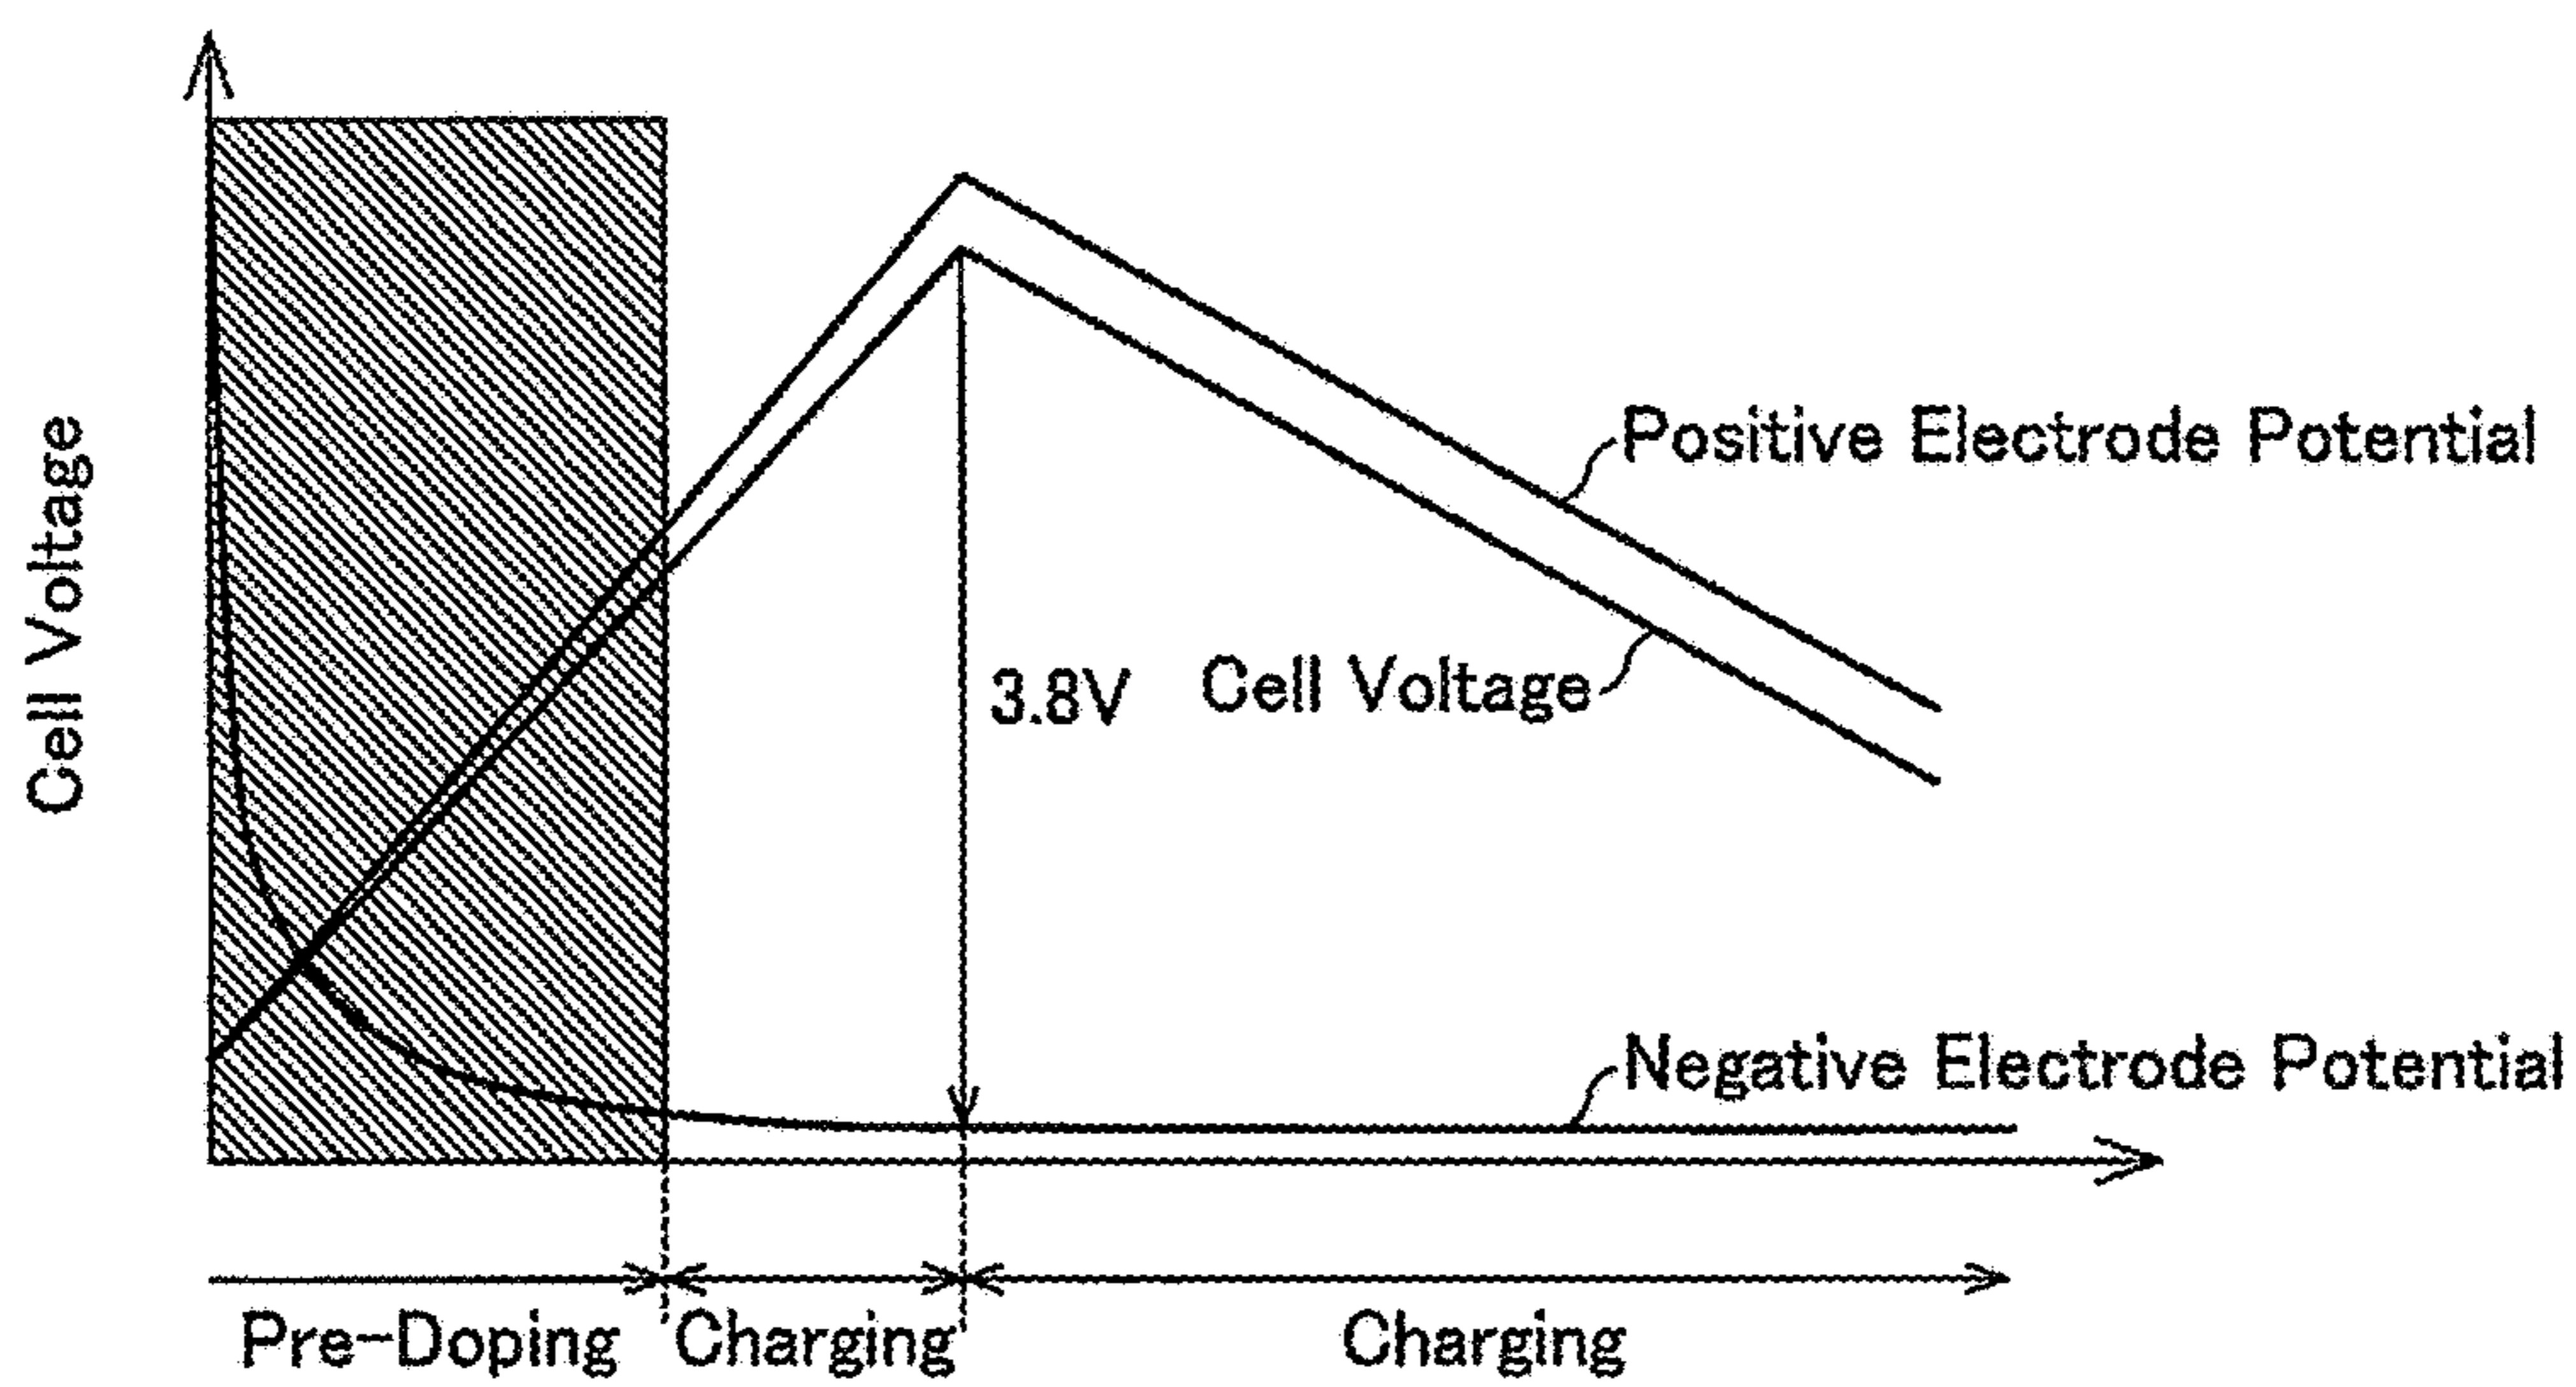 Cell Voltage
Positive Electrode Potential
3.8V
Cell Voltage
Negative Electrode Potential
Pre-Doping
Charging
Charging